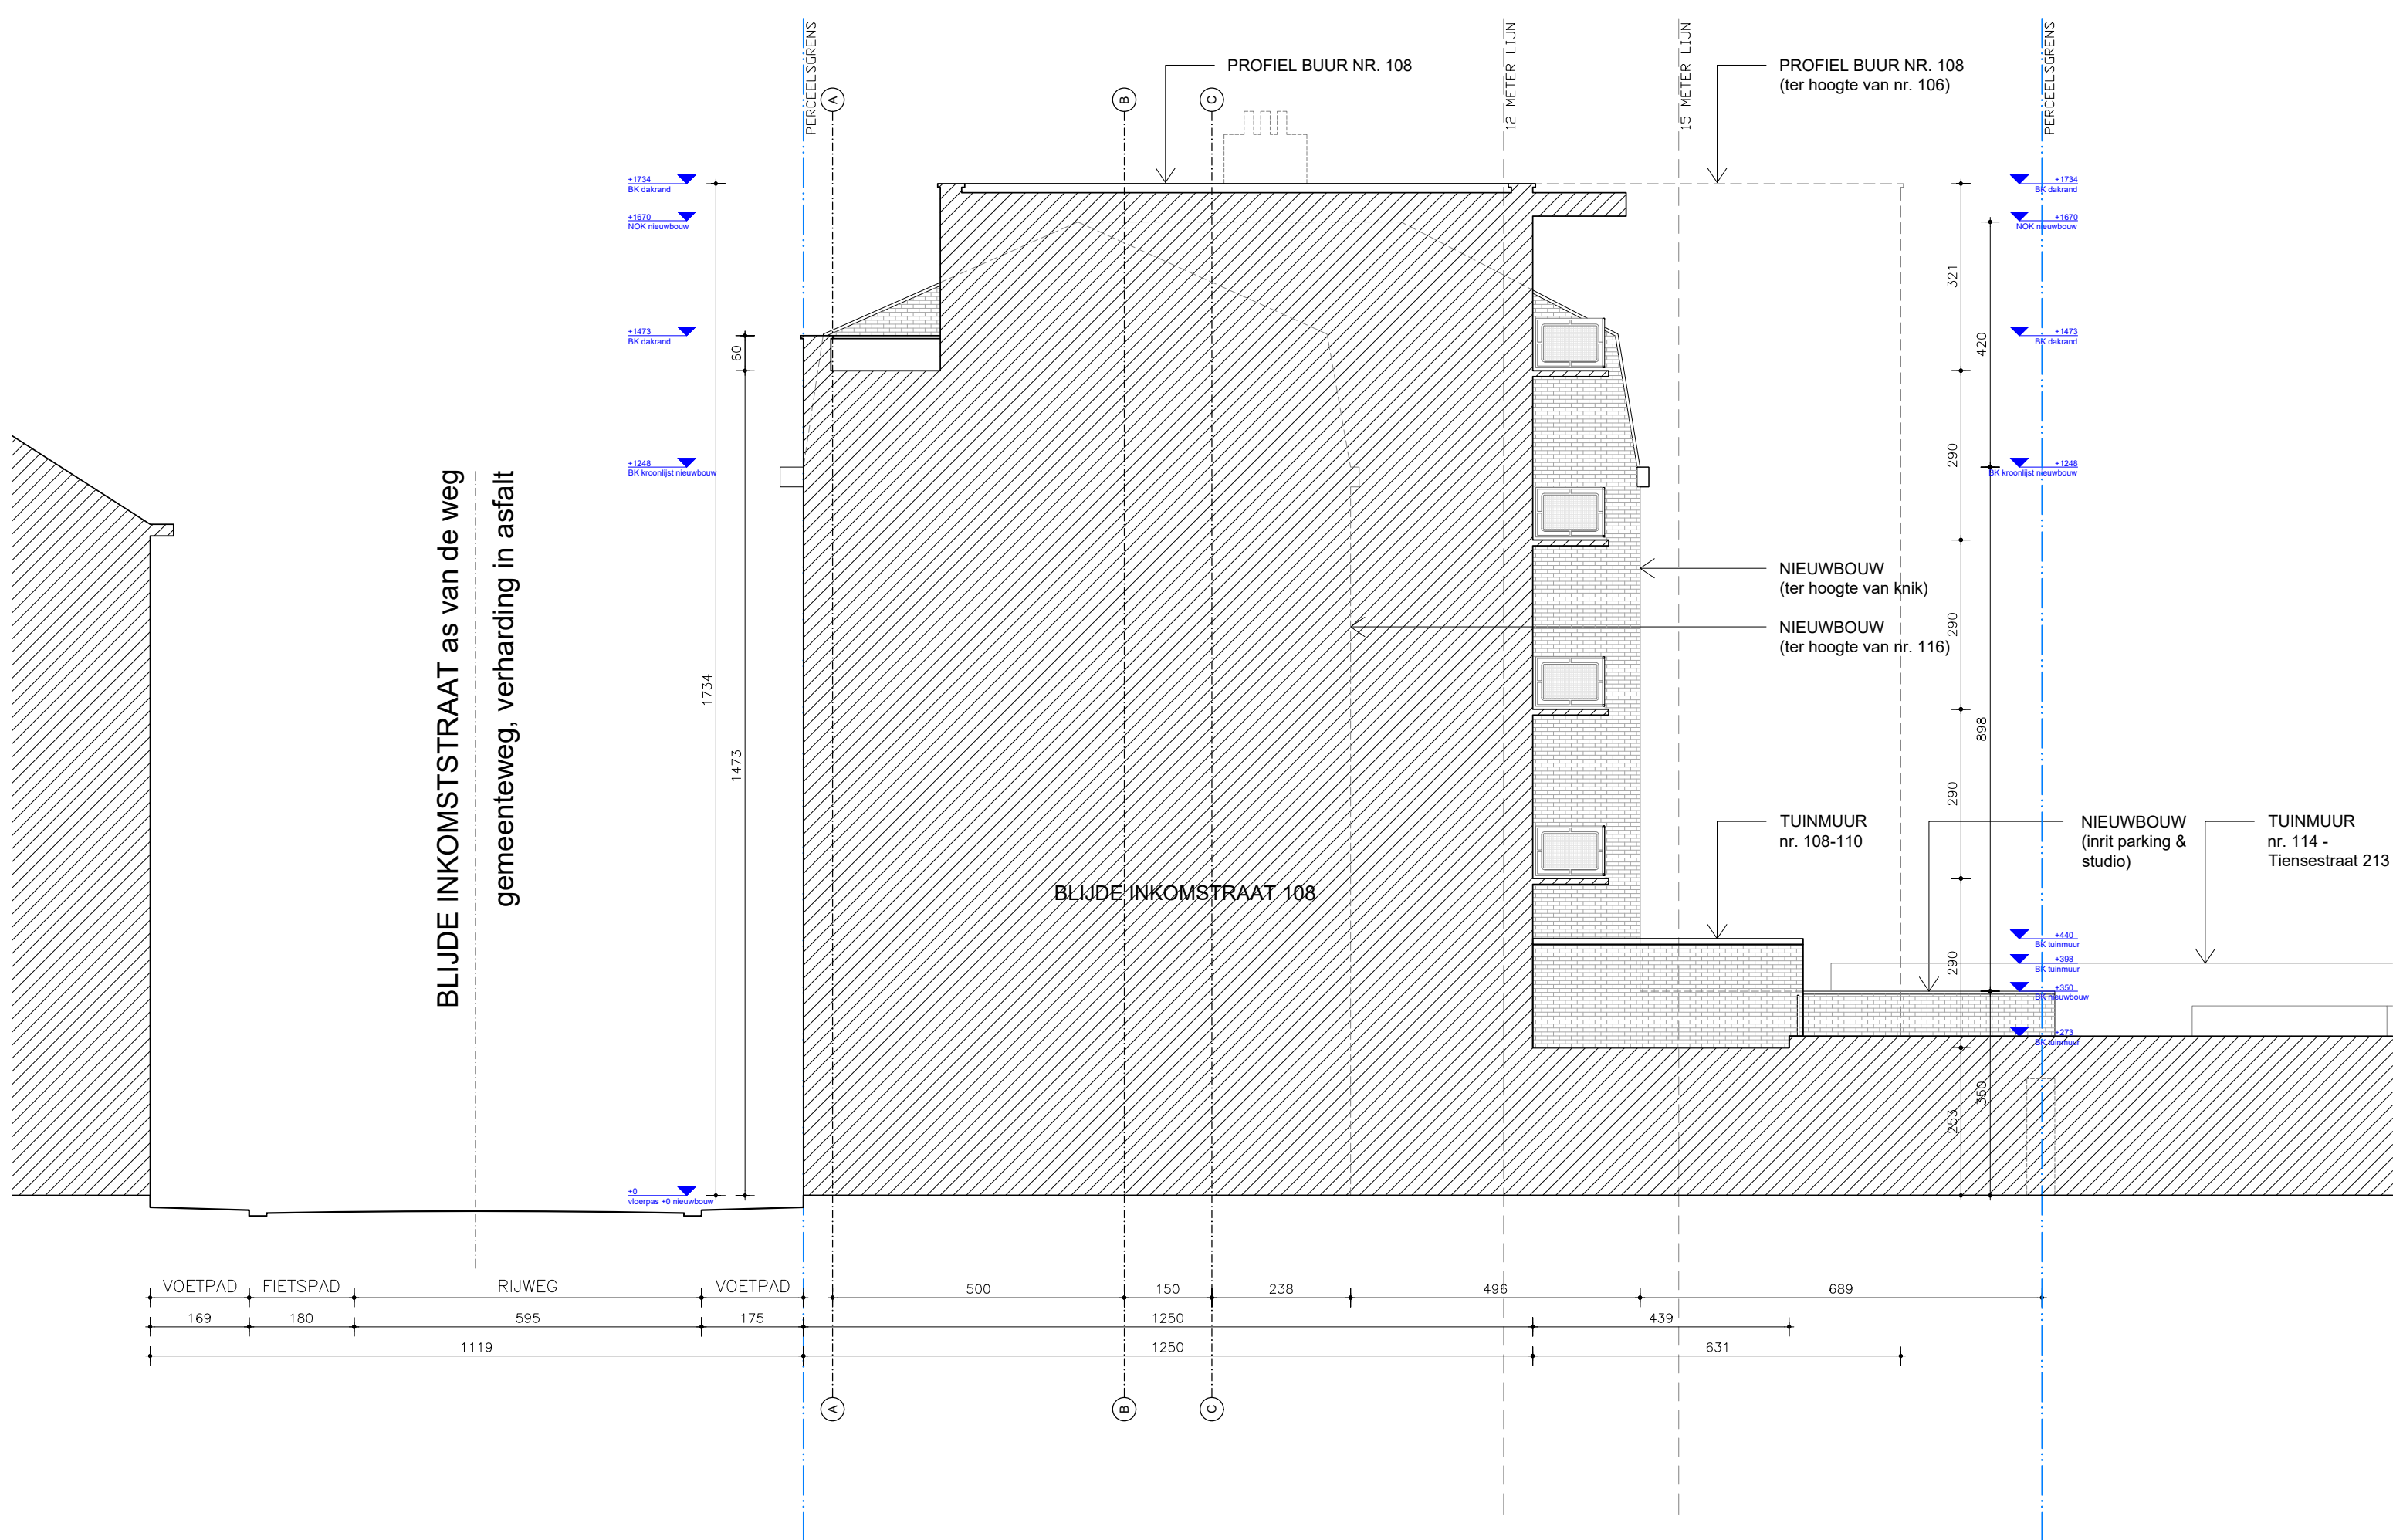 PERCEELSGRENS
12 METER LIJN
15 METER LIJN
PERCEELSGRENS
PROFIEL BUUR NR. 108
PROFIEL BUUR NR. 108
(ter hoogte van nr. 106)
A
B
C
+1734
BK dakrand
+1670
NOK nieuwbouw
+1473
BK dakrand
+1248
BK kroonlijst nieuwbouw
+0
vloerpas +0 nieuwbouw
1734
60
1473
BLIJDE INKOMSTSTRAAT as van de weg
gemeenteweg, verharding in asfalt
BLIJDE INKOMSTRAAT 108
+1734
BK dakrand
+1670
NOK nieuwbouw
+1473
BK dakrand
+1248
BK kroonlijst nieuwbouw
321
420
290
290
290
290
898
253
350
NIEUWBOUW
(ter hoogte van knik)
NIEUWBOUW
(ter hoogte van nr. 116)
TUINMUUR
nr. 108-110
NIEUWBOUW
(inrit parking &
studio)
TUINMUUR
nr. 114 -
Tiensestraat 213
+440
BK tuinmuur
+398
BK tuinmuur
+350
BK nieuwbouw
+273
BK tuinmuur
VOETPAD
FIETSPAD
RIJWEG
VOETPAD
500
150
238
496
689
169
180
595
175
1250
439
1119
1250
631
A
B
C